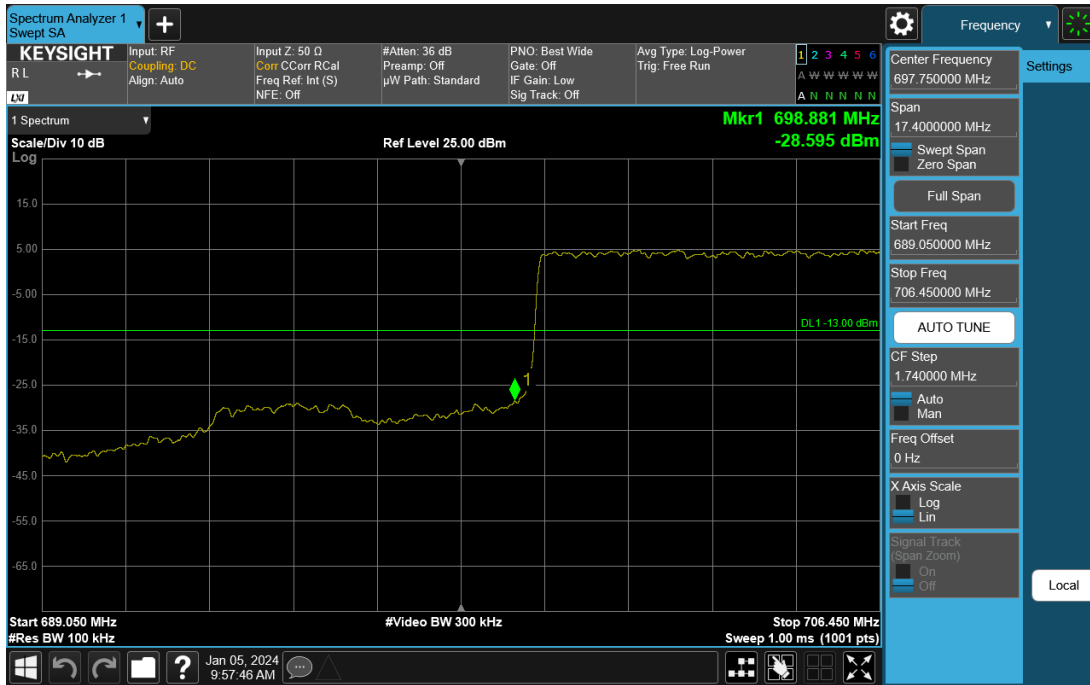 Spectrum Analyzer 1
Swept SA
Frequency
KEYSIGHT
R L
LXI
Input: RF
Coupling: DC
Align: Auto
Input Z: 50 Ω
Corr CCorr RCal
Freq Ref: Int (S)
NFE: Off
#Atten: 36 dB
Preamp: Off
µW Path: Standard
PNO: Best Wide
Gate: Off
IF Gain: Low
Sig Track: Off
Avg Type: Log-Power
Trig: Free Run
1 2 3 4 5 6
A W W W W W
A N N N N N
Center Frequency
697.750000 MHz
Settings
1 Spectrum
Scale/Div 10 dB
Ref Level 25.00 dBm
Mkr1 698.881 MHz
-28.595 dBm
Log
15.0
5.00
-5.00
-15.0
-25.0
-35.0
-45.0
-55.0
-65.0
DL1 -13.00 dBm
1
Start 689.050 MHz
#Res BW 100 kHz
#Video BW 300 kHz
Stop 706.450 MHz
Sweep 1.00 ms (1001 pts)
Span
17.4000000 MHz
Swept Span
Zero Span
Full Span
Start Freq
689.050000 MHz
Stop Freq
706.450000 MHz
AUTO TUNE
CF Step
1.740000 MHz
Auto
Man
Freq Offset
0 Hz
X Axis Scale
Log
Lin
Signal Track
(Span Zoom)
On
Off
Local
?
Jan 05, 2024
9:57:46 AM